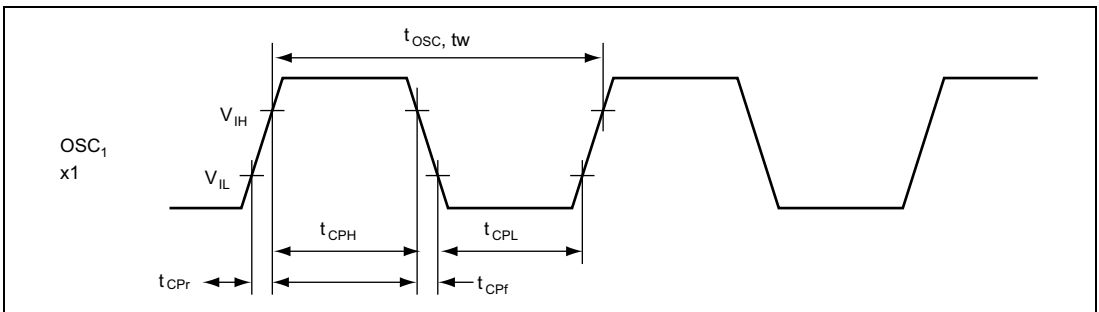 tOSC, tw
VIH
OSC1
x1
VIL
tCPH
tCPL
tCPr
tCPf